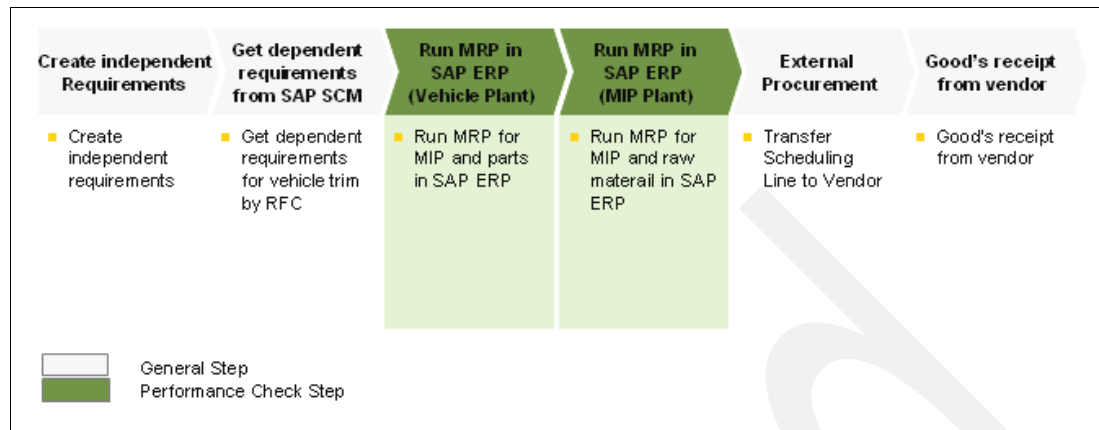 Create independent
Requirements
Get dependent
requirements
from SAP SCM
Run MRP in
SAP ERP
(Vehicle Plant)
Run MRP in
SAP ERP
(MIP Plant)
External
Procurement
Good's receipt
from vendor
Create
independent
requirements
Get dependent
requirements
for vehicle trim
by RFC
Run MRP for
MIP and parts
in SAP ERP
Run MRP for
MIP and raw
materail in SAP
ERP
Transfer
Scheduling
Line to Vendor
Good's receipt
from vendor
General Step
Performance Check Step